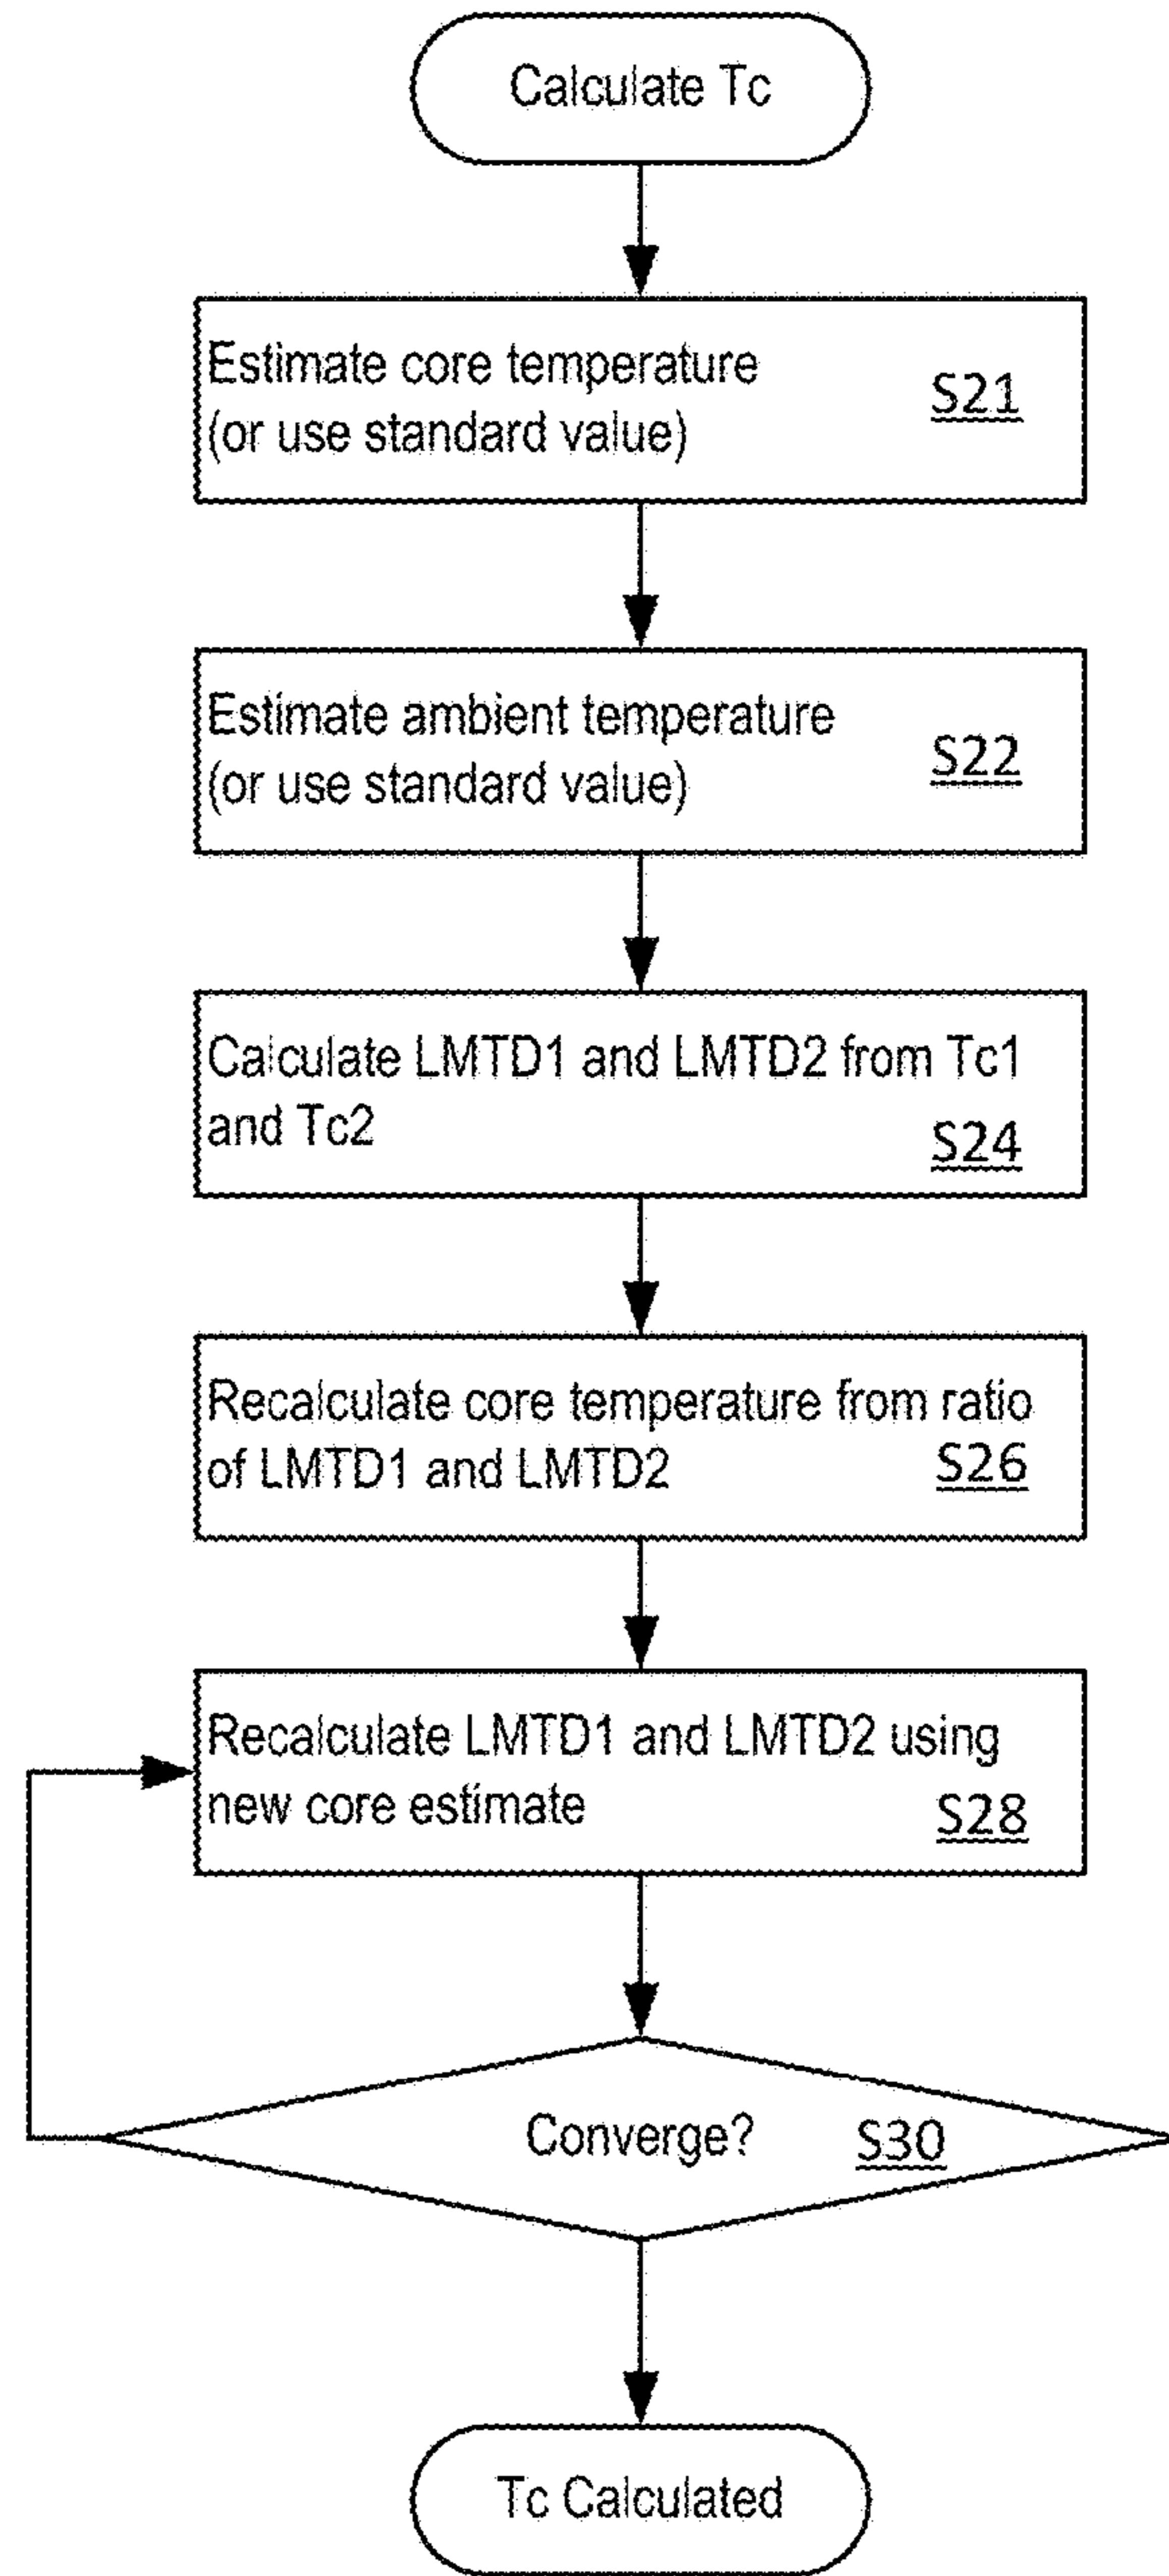 Calculate Tc
Estimate core temperature
(or use standard value)
S21
Estimate ambient temperature
(or use standard value)
S22
Calculate LMTD1 and LMTD2 from Tc1
and Tc2
S24
Recalculate core temperature from ratio
of LMTD1 and LMTD2
S26
Recalculate LMTD1 and LMTD2 using
new core estimate
S28
Converge?
S30
Tc Calculated